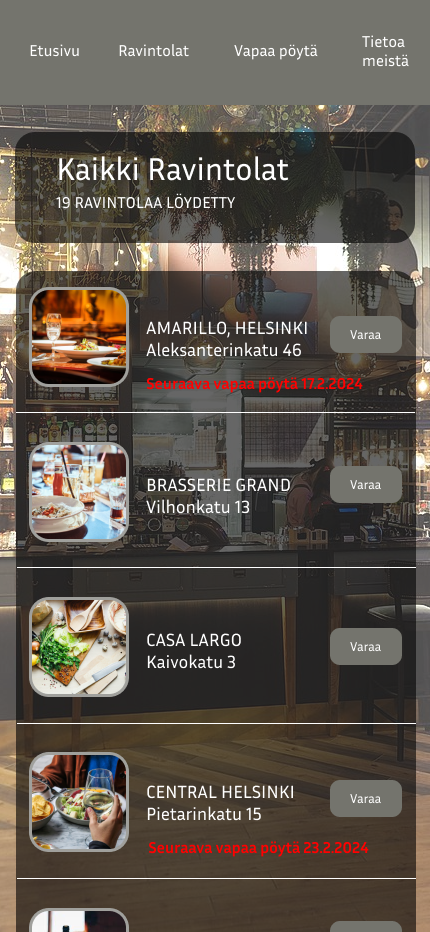 Etusivu
Ravintolat
Vapaa pöytä
Tietoa
meistä
Kaikki Ravintolat
19 RAVINTOLAA LÖYDETTY
AMARILLO, HELSINKI
Aleksanterinkatu 46
Varaa
Seuraava vapaa pöytä 17.2.2024
BRASSERIE GRAND
Vilhonkatu 13
Varaa
CASA LARGO
Kaivokatu 3
Varaa
CENTRAL HELSINKI
Pietarinkatu 15
Varaa
Seuraava vapaa pöytä 23.2.2024